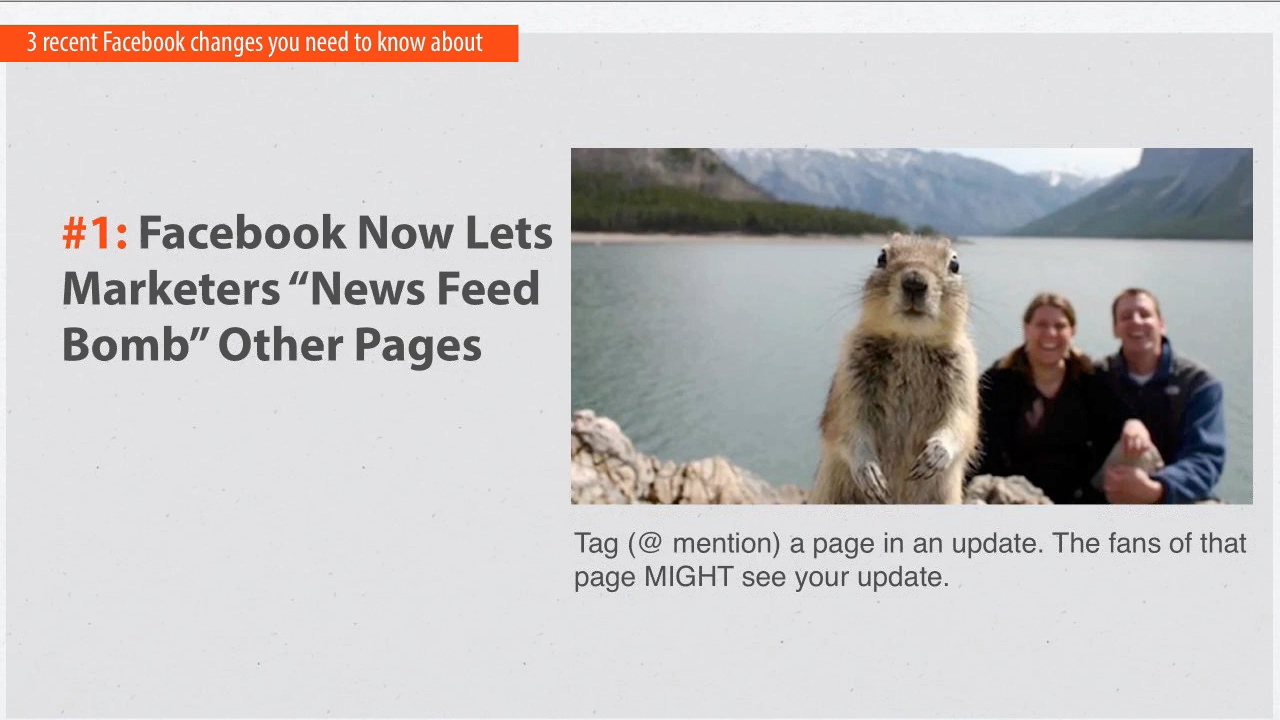 3 recent Facebook changes you need to know about
#1: Facebook Now Lets
Marketers “News Feed
Bomb” Other Pages
Tag (@ mention) a page in an update. The fans of that
page MIGHT see your update.